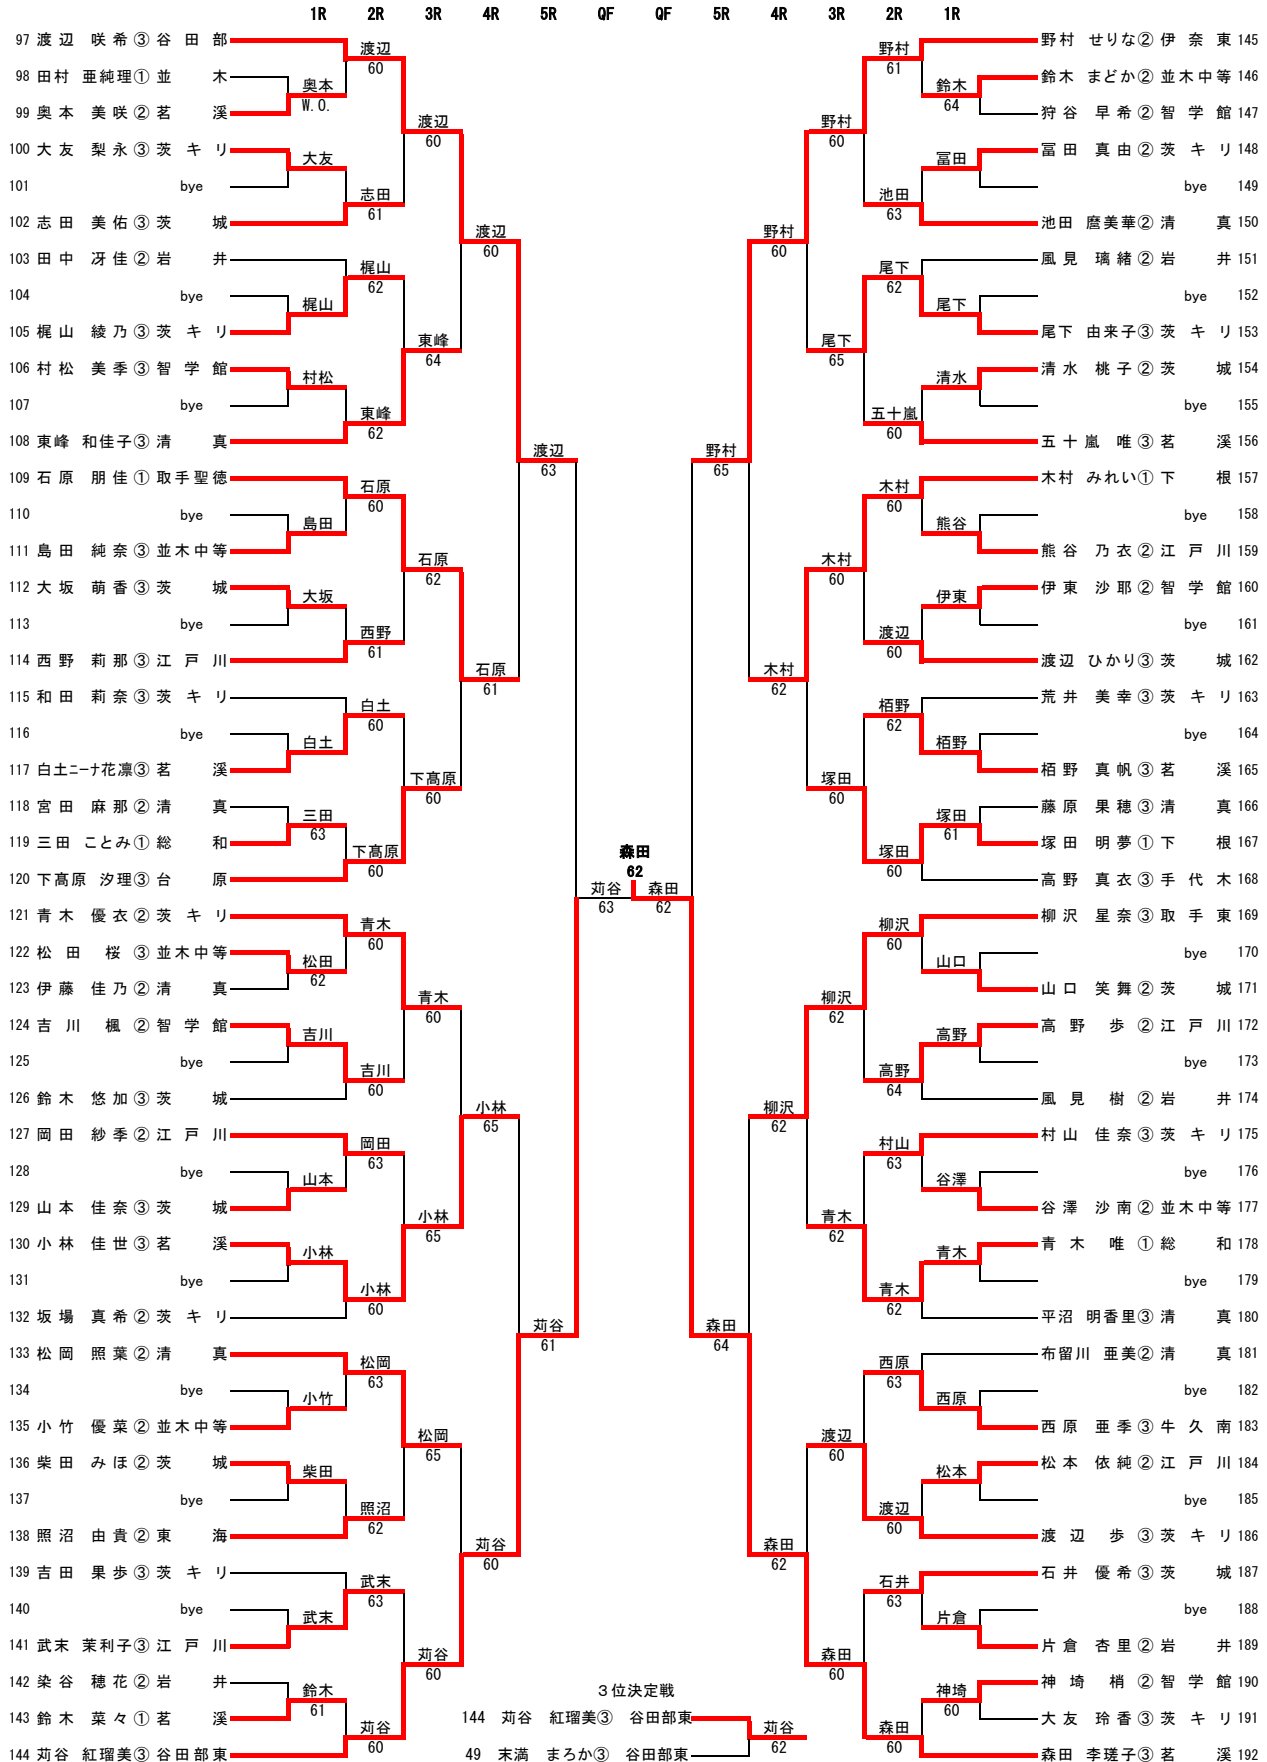 1R 2R 3R 4R 5R QF QF 5R 4R 3R 2R 1R
97 渡辺 咲希③ 谷田部
98 田村 亜純理① 並木
99 奥本 美咲② 茗溪
100 大友 梨永③ 茨キリ
101 bye
102 志田 美佑③ 茨城
103 田中 冴佳② 岩井
104 bye
105 梶山 綾乃③ 茨キリ
106 村松 美季③ 智学館
107 bye
108 東峰 和佳子③ 清真
109 石原 朋佳① 取手聖徳
110 bye
111 島田 純奈③ 並木中等
112 大坂 萌香③ 茨城
113 bye
114 西野 莉那③ 江戸川
115 和田 莉奈③ 茨キリ
116 bye
117 白土ニーナ花凛③ 茗溪
118 宮田 麻那② 清真
119 三田 ことみ① 総和
120 下髙原 汐理③ 台原
121 青木 優衣② 茨キリ
122 松田 桜③ 並木中等
123 伊藤 佳乃② 清真
124 吉川 楓② 智学館
125 bye
126 鈴木 悠加③ 茨城
127 岡田 紗季② 江戸川
128 bye
129 山本 佳奈③ 茨城
130 小林 佳世③ 茗溪
131 bye
132 坂場 真希② 茨キリ
133 松岡 照葉② 清真
134 bye
135 小竹 優菜② 並木中等
136 柴田 みほ② 茨城
137 bye
138 照沼 由貴② 東海
139 吉田 果歩③ 茨キリ
140 bye
141 武末 茉利子③ 江戸川
142 染谷 穂花② 岩井
143 鈴木 菜々① 茗溪
144 苅谷 紅瑠美③ 谷田部東
奥本 W.O.
大友
梶山
村松
島田
大坂
白土
三田 63
松田 62
吉川
山本
小林
小竹
柴田
武末
鈴木 61
渡辺 60
志田 61
梶山 62
東峰 62
石原 60
西野 61
白土 60
下髙原 60
青木 60
吉川 60
岡田 63
小林 60
松岡 63
照沼 62
武末 63
苅谷 60
渡辺 60
東峰 64
石原 62
下髙原 60
青木 60
小林 65
松岡 65
苅谷 60
渡辺 60
石原 61
小林 65
苅谷 60
渡辺 63
苅谷 61
苅谷 63
森田 62
森田 62
野村 65
森田 64
野村 60
木村 62
柳沢 62
森田 62
野村 60
尾下 65
木村 60
塚田 60
柳沢 62
青木 62
渡辺 60
森田 60
野村 61
池田 63
尾下 62
五十嵐 60
木村 60
渡辺 60
栢野 62
塚田 60
柳沢 60
高野 64
村山 63
青木 62
西原 63
渡辺 60
石井 63
森田 60
鈴木 64
冨田
尾下
清水
熊谷
伊東
栢野
塚田 61
山口
高野
谷澤
青木
西原
松本
片倉
神埼 60
野村 せりな② 伊奈東 145
鈴木 まどか② 並木中等 146
狩谷 早希② 智学館 147
冨田 真由② 茨キリ 148
bye 149
池田 麿美華② 清真 150
風見 璃緒② 岩井 151
bye 152
尾下 由来子③ 茨キリ 153
清水 桃子② 茨城 154
bye 155
五十嵐 唯③ 茗溪 156
木村 みれい① 下根 157
bye 158
熊谷 乃衣② 江戸川 159
伊東 沙耶② 智学館 160
bye 161
渡辺 ひかり③ 茨城 162
荒井 美幸③ 茨キリ 163
bye 164
栢野 真帆③ 茗溪 165
藤原 果穂③ 清真 166
塚田 明夢① 下根 167
高野 真衣③ 手代木 168
柳沢 星奈③ 取手東 169
bye 170
山口 笑舞② 茨城 171
高野 歩② 江戸川 172
bye 173
風見 樹② 岩井 174
村山 佳奈③ 茨キリ 175
bye 176
谷澤 沙南② 並木中等 177
青木 唯① 総和 178
bye 179
平沼 明香里③ 清真 180
布留川 亜美② 清真 181
bye 182
西原 亜季③ 牛久南 183
松本 依純② 江戸川 184
bye 185
渡辺 歩③ 茨キリ 186
石井 優希③ 茨城 187
bye 188
片倉 杏里② 岩井 189
神埼 梢② 智学館 190
大友 玲香③ 茨キリ 191
森田 李瑳子③ 茗溪 192
３位決定戦
144 苅谷 紅瑠美③ 谷田部東
49 末満 まろか③ 谷田部東
苅谷 62